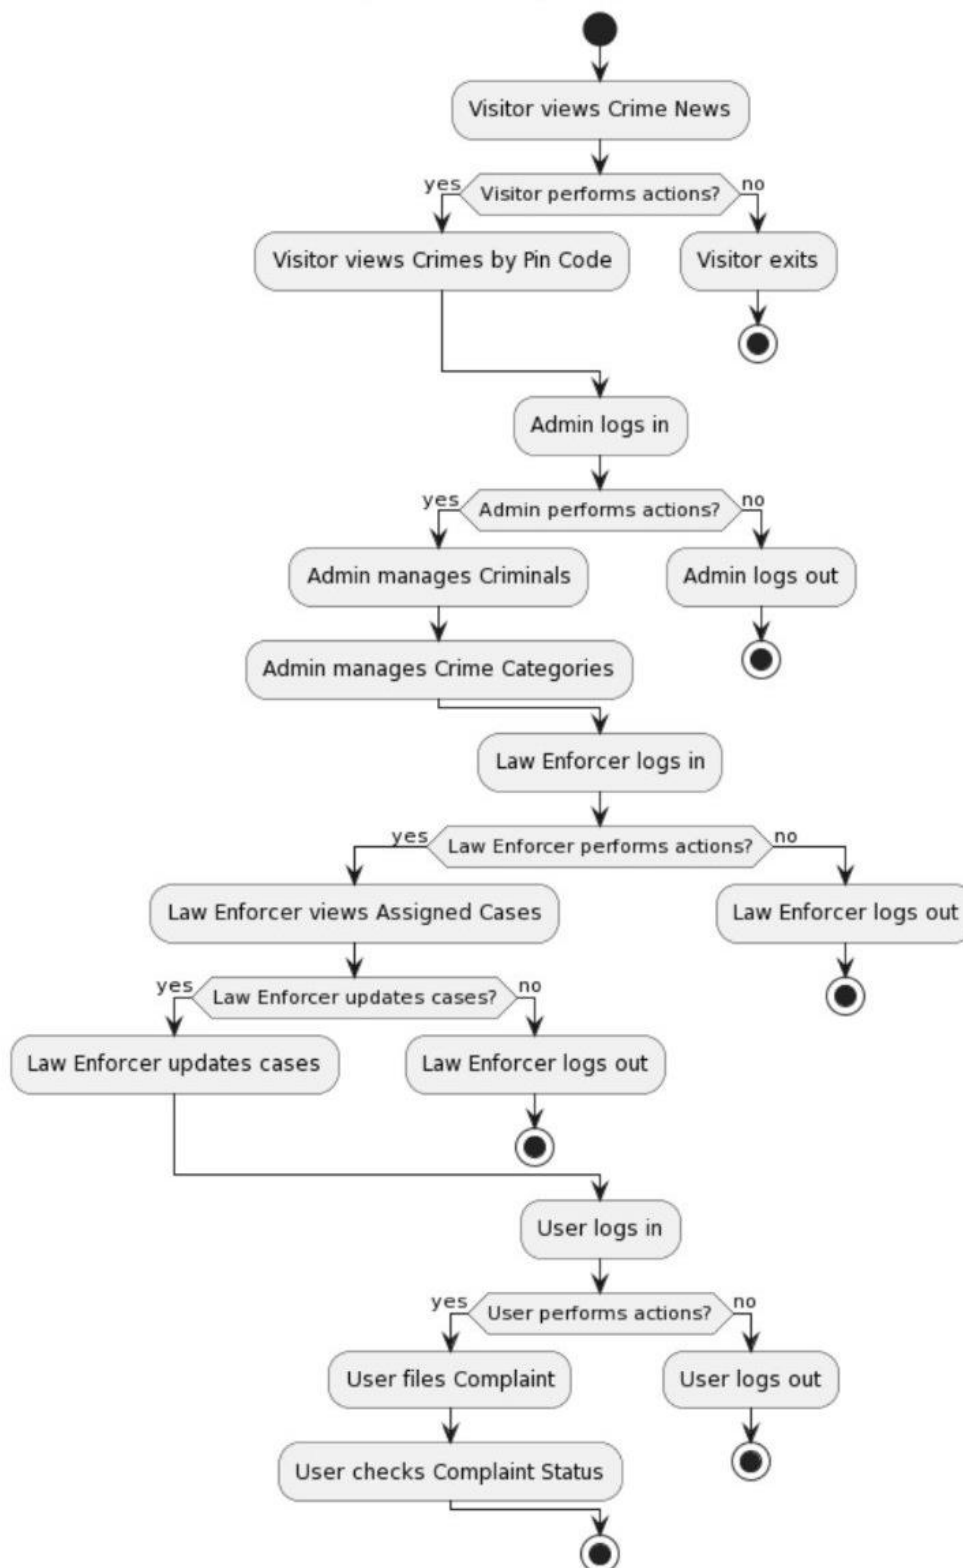 Visitor views Crime News
yes
Visitor performs actions?
no
Visitor views Crimes by Pin Code
Visitor exits
Admin logs in
yes
Admin performs actions?
no
Admin manages Criminals
Admin logs out
Admin manages Crime Categories
Law Enforcer logs in
yes
Law Enforcer performs actions?
no
Law Enforcer views Assigned Cases
Law Enforcer logs out
yes
Law Enforcer updates cases?
no
Law Enforcer updates cases
Law Enforcer logs out
User logs in
yes
User performs actions?
no
User files Complaint
User logs out
User checks Complaint Status